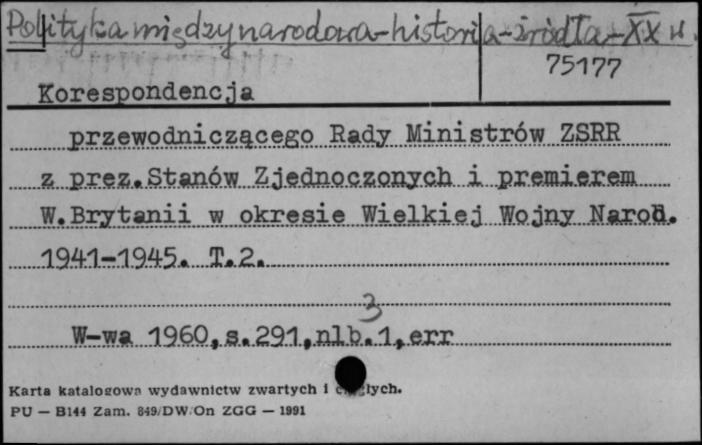 Polityka międzynarodowa-historia-źródła-XX w.
75177
Korespondencja
przewodniczącego Rady Ministrów ZSRR
z prez.Stanów Zjednoczonych i premierem
W.Brytanii w okresie Wielkiej Wojny Narod.
1941-1945. T.2.
3
W-wa 1960,s.291,nlb.1,err
Karta katalogowa wydawnictw zwartych i
PU — B144 Zam. 849/DW/On ZGG — 1991